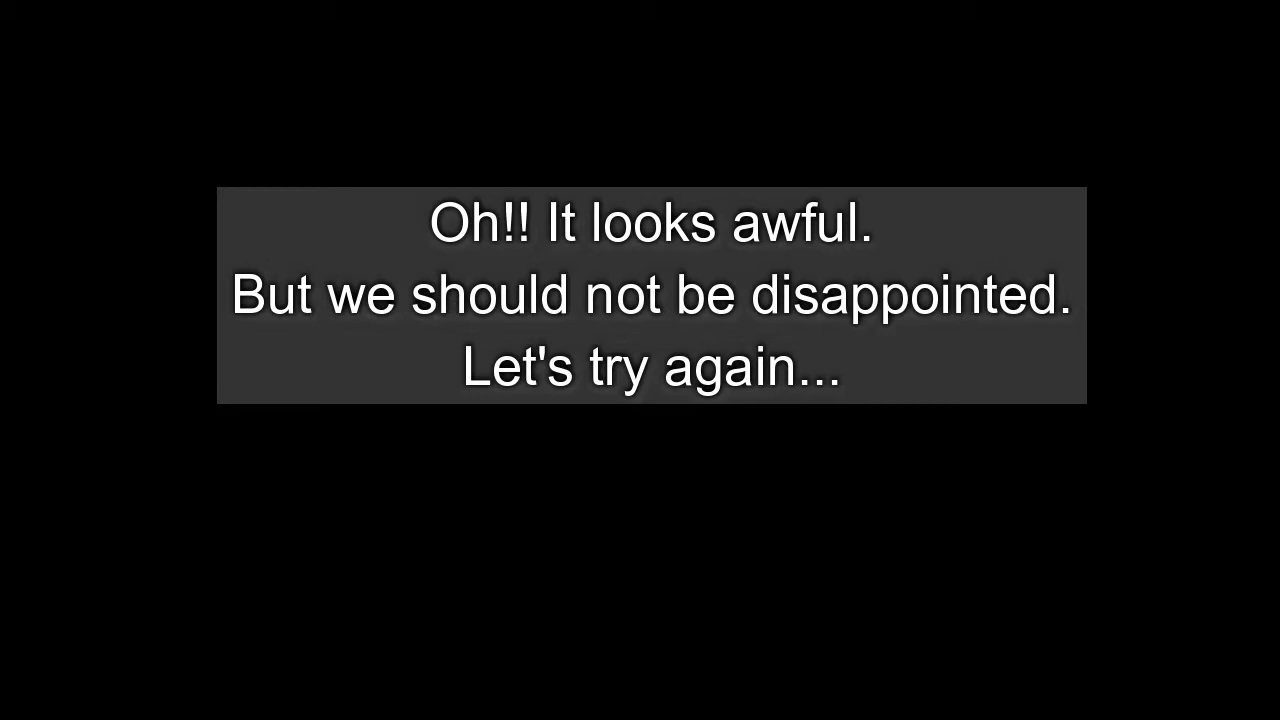 Oh!! It looks awful.
But we should not be disappointed.
Let's try again...